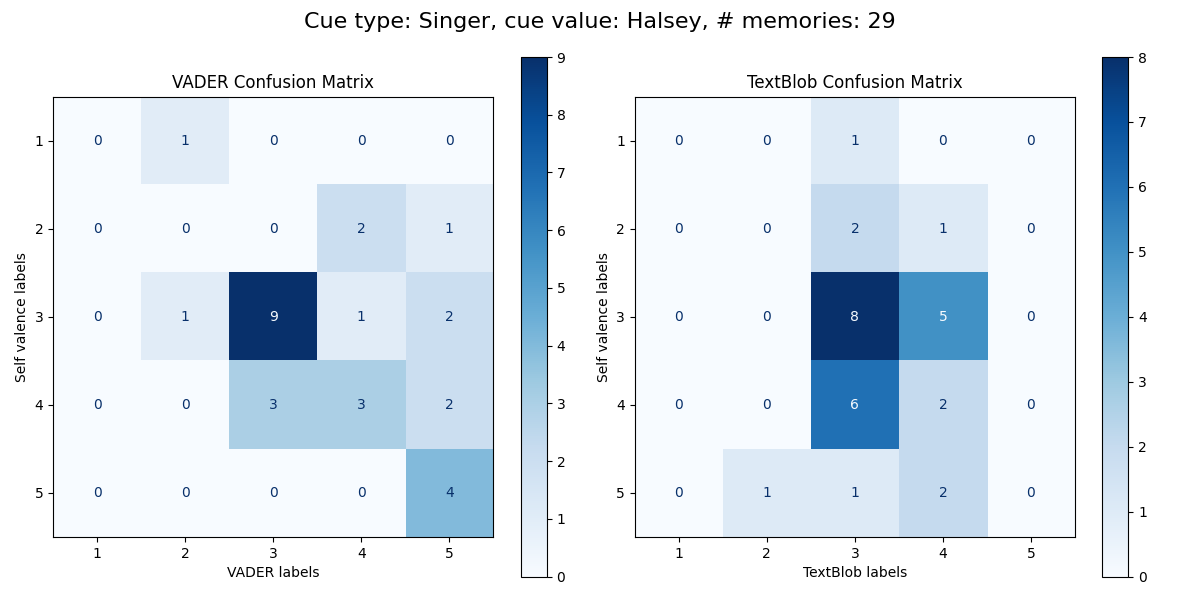 Cue type: Singer, cue value: Halsey, # memories: 29
VADER Confusion Matrix
Self valence labels
1 0 1 0 0 0
2 0 0 0 2 1
3 0 1 9 1 2
4 0 0 3 3 2
5 0 0 0 0 4
1 2 3 4 5
VADER labels
9
8
7
6
5
4
3
2
1
0
TextBlob Confusion Matrix
Self valence labels
1 0 0 1 0 0
2 0 0 2 1 0
3 0 0 8 5 0
4 0 0 6 2 0
5 0 1 1 2 0
1 2 3 4 5
TextBlob labels
8
7
6
5
4
3
2
1
0